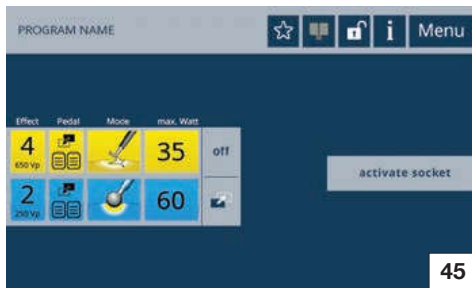 PROGRAM NAME
i Menu
Effect Pedal Mode max. Watt
4 35 off
650 Vp
activate socket
2 60
250 Vp
45